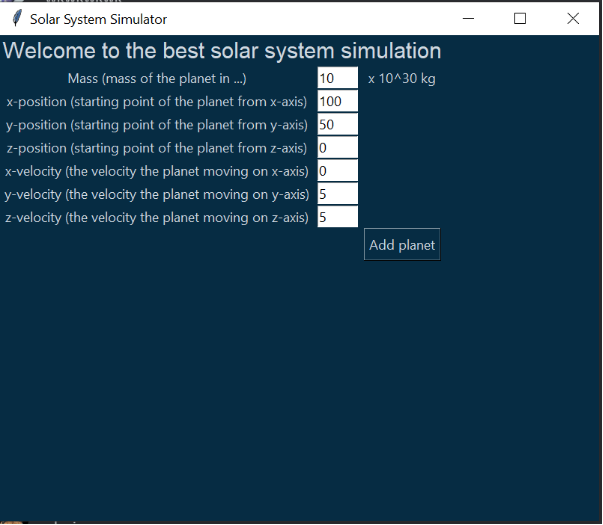 Solar System Simulator
Welcome to the best solar system simulation
Mass (mass of the planet in ...) 10 x 10^30 kg
x-position (starting point of the planet from x-axis) 100
y-position (starting point of the planet from y-axis) 50
z-position (starting point of the planet from z-axis) 0
x-velocity (the velocity the planet moving on x-axis) 0
y-velocity (the velocity the planet moving on y-axis) 5
z-velocity (the velocity the planet moving on z-axis) 5
Add planet